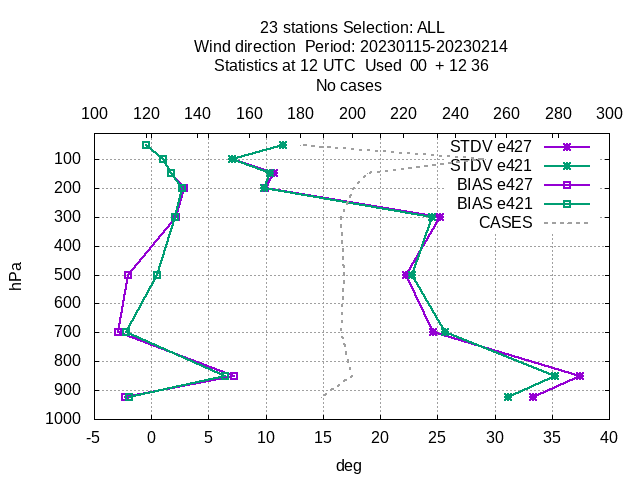 23 stations Selection: ALL
Wind direction  Period: 20230115-20230214
Statistics at 12 UTC  Used  00  + 12 36
No cases
100 120 140 160 180 200 220 240 260 280 300
STDV e427
STDV e421
BIAS e427
BIAS e421
CASES
100
200
300
400
500
600
700
800
900
1000
hPa
-5 0 5 10 15 20 25 30 35 40
deg